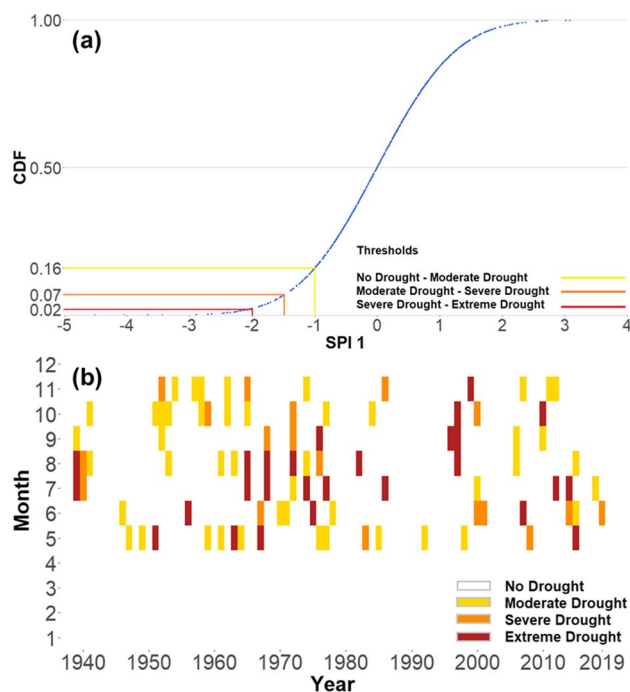 1.00
(a)
CDF
0.50
Thresholds
0.16
No Drought - Moderate Drought
0.07
Moderate Drought - Severe Drought
0.02
Severe Drought - Extreme Drought
-5 -4 -3 -2 -1 0 1 2 3 4
SPI 1
12
(b)
11
10
9
8
7
Month
6
5
4
3
No Drought
Moderate Drought
2
Severe Drought
1
Extreme Drought
1940 1950 1960 1970 1980 1990 2000 2010 2019
Year